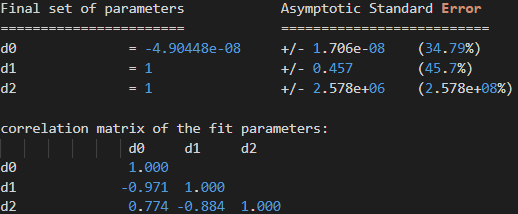 Final set of parameters Asymptotic Standard Error
======================= ==========================
d0 = -4.90448e-08 +/- 1.706e-08 (34.79%)
d1 = 1 +/- 0.457 (45.7%)
d2 = 1 +/- 2.578e+06 (2.578e+08%)
correlation matrix of the fit parameters:
d0 d1 d2
d0 1.000
d1 -0.971 1.000
d2 0.774 -0.884 1.000